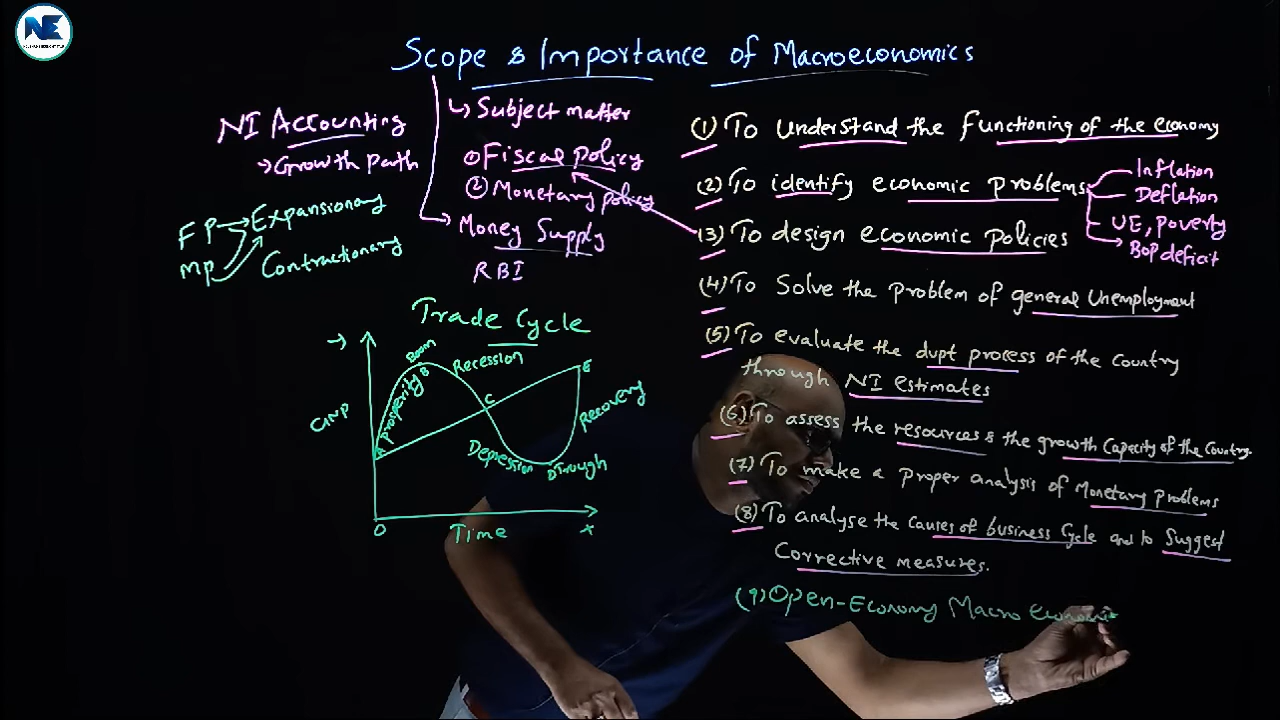 NE
Scope & Importance of Macroeconomics
NI Accounting
→ Growth path
FP → Expansionary
MP
Contractionary
↳ Subject matter
① Fiscal policy
② Monetary policy
Money Supply
RBI
Trade Cycle
GNP
A
Prosperity
Boom
B
Recession
C
Depression
D
Through
Recovery
E
O
Time
X
(1) To understand the functioning of the economy
(2) To identify economic problems
Inflation
Deflation
UE, Poverty
BOP deficit
(3) To design economic policies
(4) To Solve the problem of general Unemployment
(5) To evaluate the dvpt process of the Country
through NI estimates
(6) To assess the resources & the growth Capacity of the Country.
(7) To make a proper analysis of Monetary Problems
(8) To analyse the Causes of business Cycle and to Suggest
Corrective measures.
(9) Open-Economy Macro economic